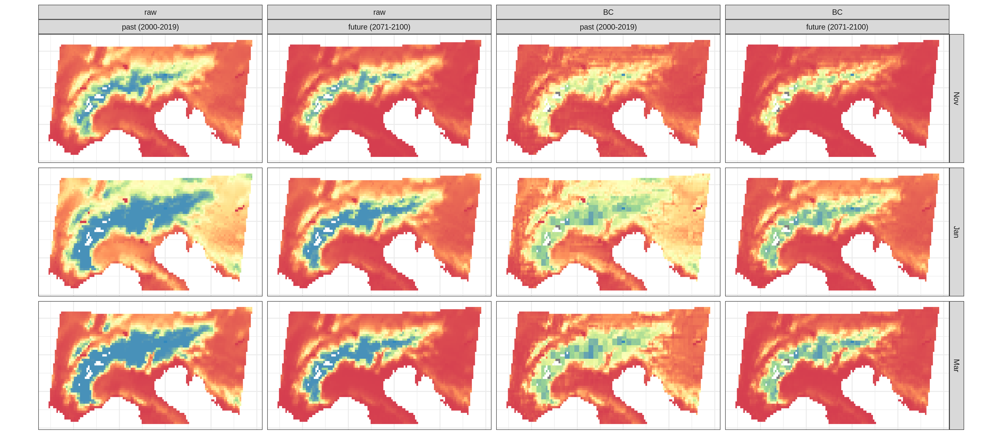 raw
raw
BC
BC
past (2000-2019)
future (2071-2100)
past (2000-2019)
future (2071-2100)
Nov
Jan
Mar